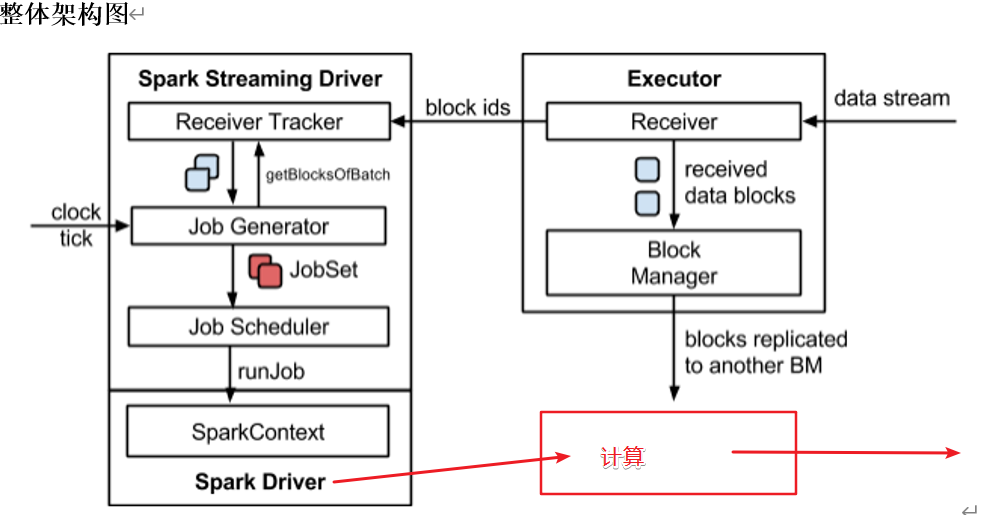 整体架构图
Spark Streaming Driver
Receiver Tracker
getBlocksOfBatch
clock
tick
Job Generator
JobSet
Job Scheduler
runJob
SparkContext
Spark Driver
block ids
Executor
data stream
Receiver
received
data blocks
Block
Manager
blocks replicated
to another BM
计算